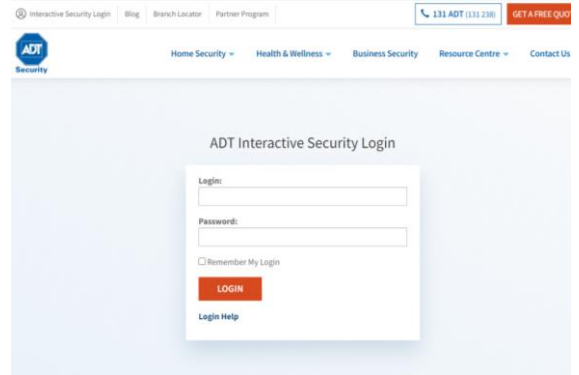 Interactive Security Login Blog Branch Locator Partner Program 131 ADT (131 238) GET A FREE QUO
ADT
Security
Home Security Health & Wellness Business Security Resource Centre Contact Us
ADT Interactive Security Login
Login:
Password:
Remember My Login
LOGIN
Login Help